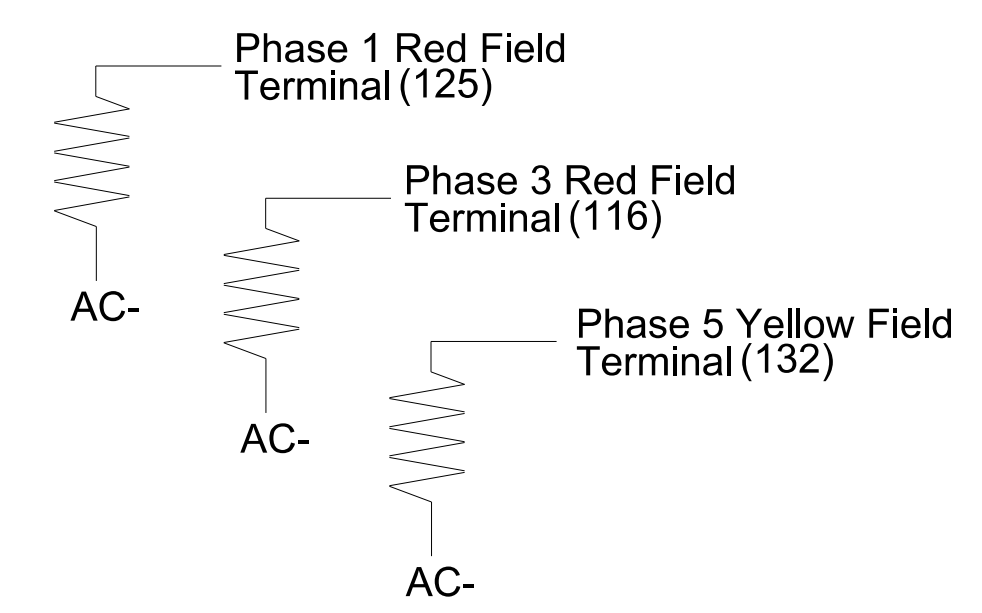 Phase 1 Red Field
Terminal (125)
AC-
Phase 3 Red Field
Terminal (116)
AC-
Phase 5 Yellow Field
Terminal (132)
AC-